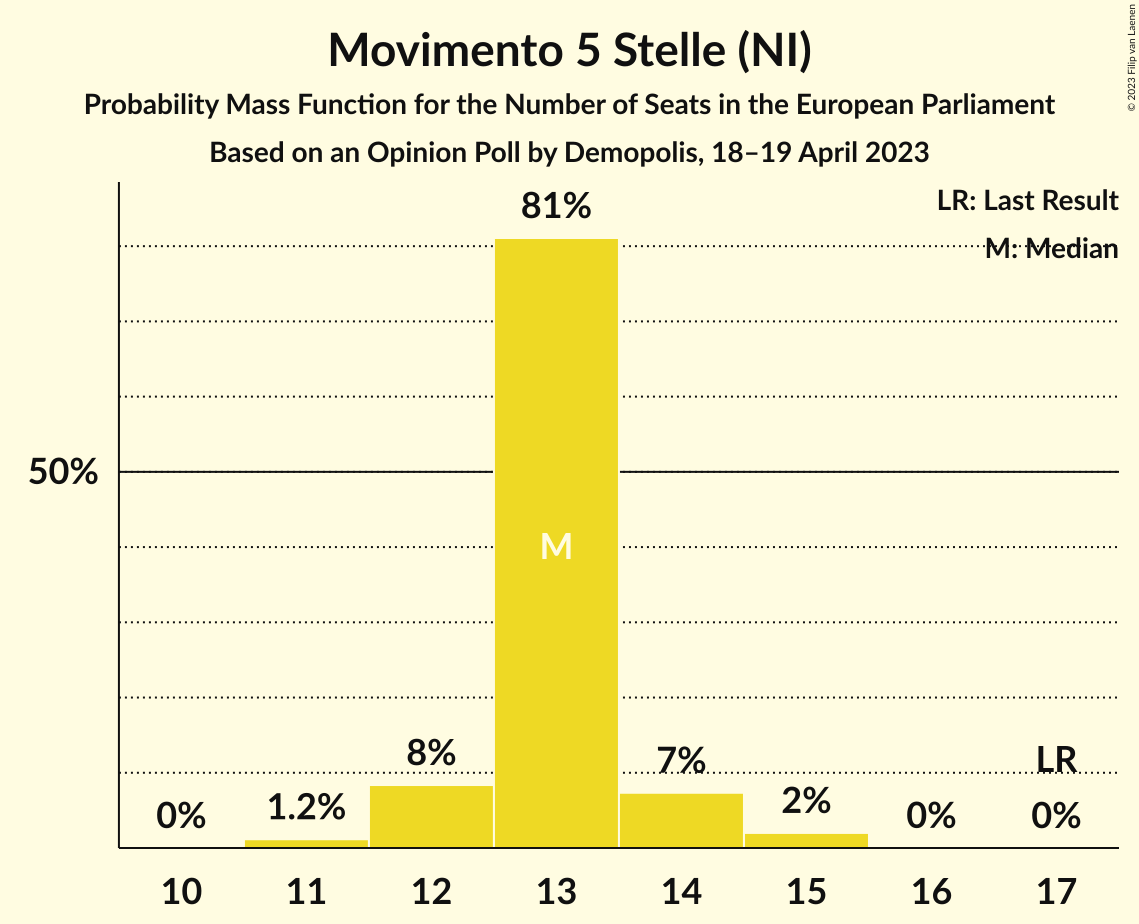 Movimento 5 Stelle (NI)
Probability Mass Function for the Number of Seats in the European Parliament
Based on an Opinion Poll by Demopolis, 18–19 April 2023
© 2023 Filip van Laenen
LR: Last Result
M: Median
81%
50%
M
8%
7%
LR
0%
1.2%
2%
0%
0%
10 11 12 13 14 15 16 17